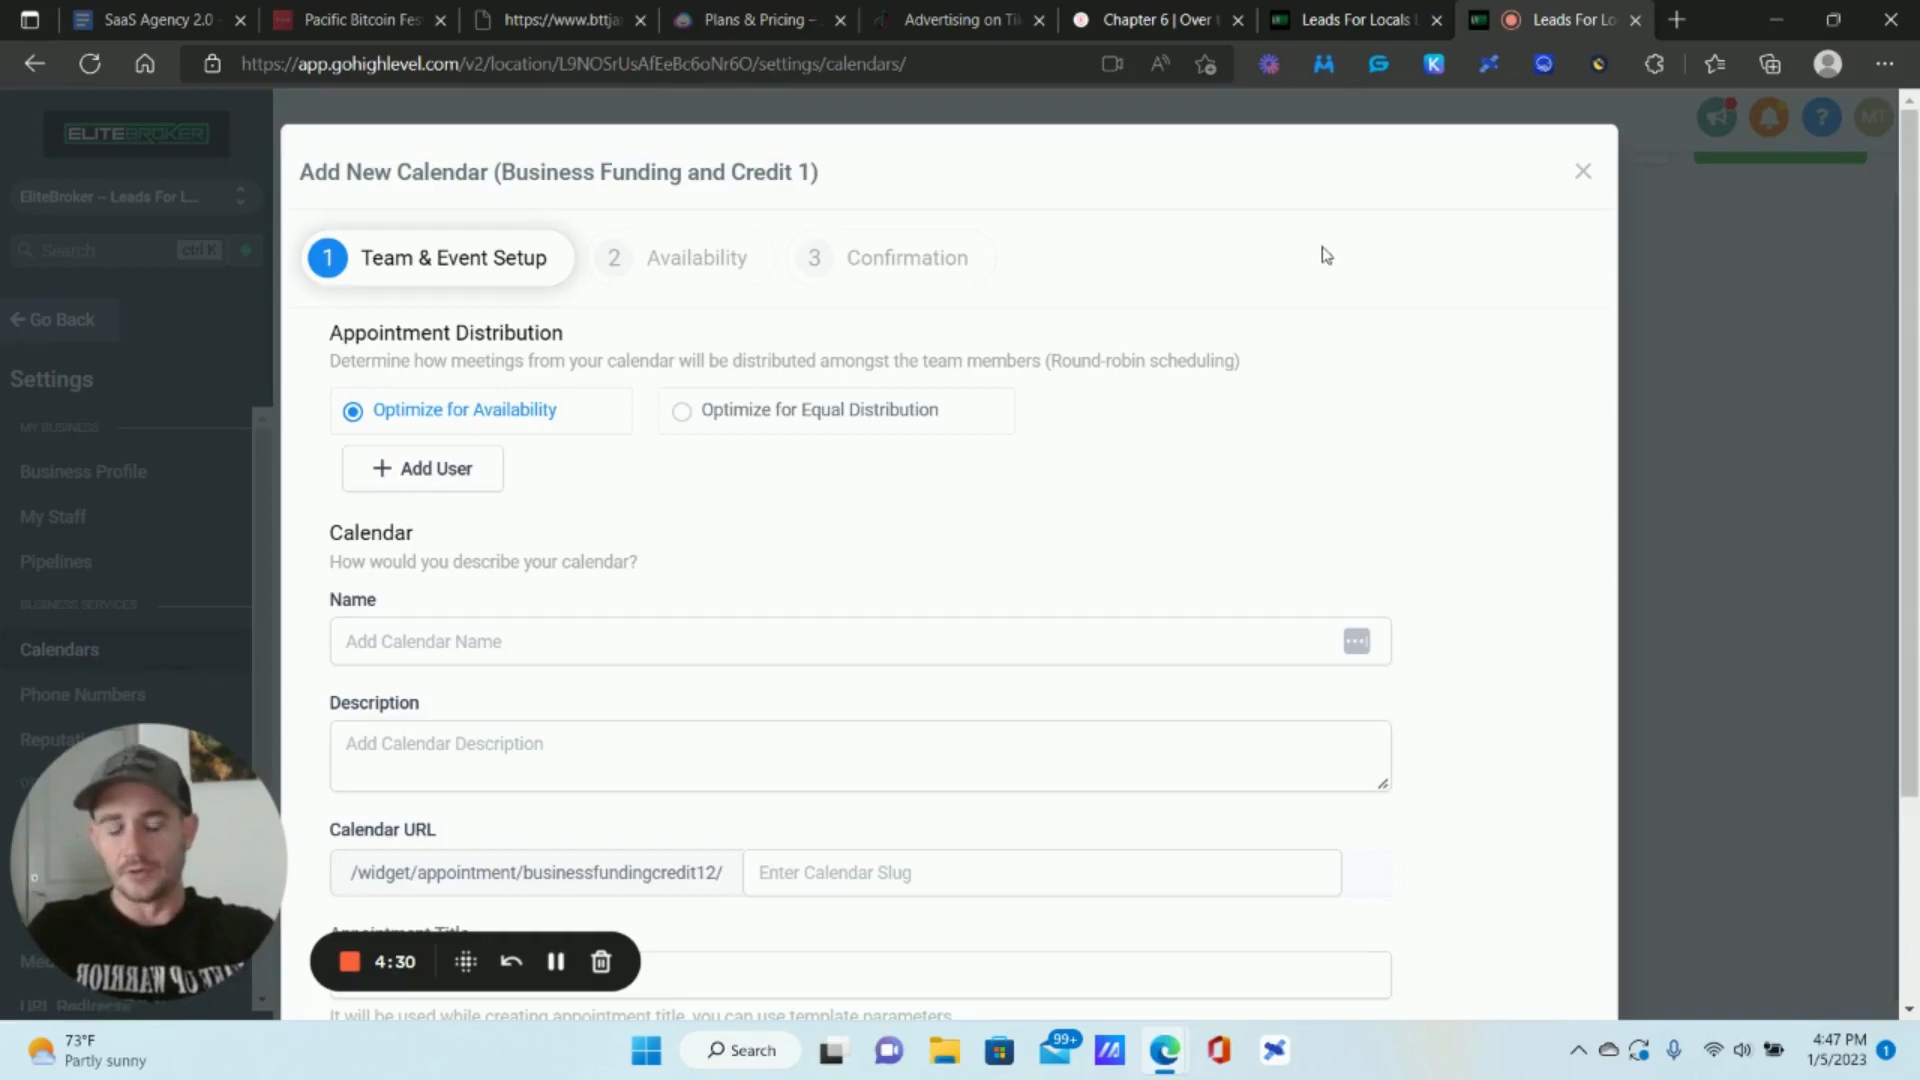 SaaS Agency 2.0
Pacific Bitcoin Fes
https://www.bttja
Plans & Pricing –
Advertising on Tik
Chapter 6 | Over t
Leads For Locals
Leads For Lo
https://app.gohighlevel.com/v2/location/L9NOSrUsAfEeBc6oNr6O/settings/calendars/
ELITEBROKER
EliteBroker – Leads For L...
Search
ctrl K
Go Back
Settings
MY BUSINESS
Business Profile
My Staff
Pipelines
BUSINESS SERVICES
Calendars
Phone Numbers
Reputati
URL Redirects
MT
Add New Calendar (Business Funding and Credit 1)
1 Team & Event Setup
2 Availability
3 Confirmation
Appointment Distribution
Determine how meetings from your calendar will be distributed amongst the team members (Round-robin scheduling)
Optimize for Availability
Optimize for Equal Distribution
+ Add User
Calendar
How would you describe your calendar?
Name
Add Calendar Name
Description
Add Calendar Description
Calendar URL
/widget/appointment/businessfundingcredit12/
Enter Calendar Slug
Appointment Title
4:30
It will be used while creating appointment title, you can use template parameters
73°F
Partly sunny
Search
99+
4:47 PM
1/5/2023
1